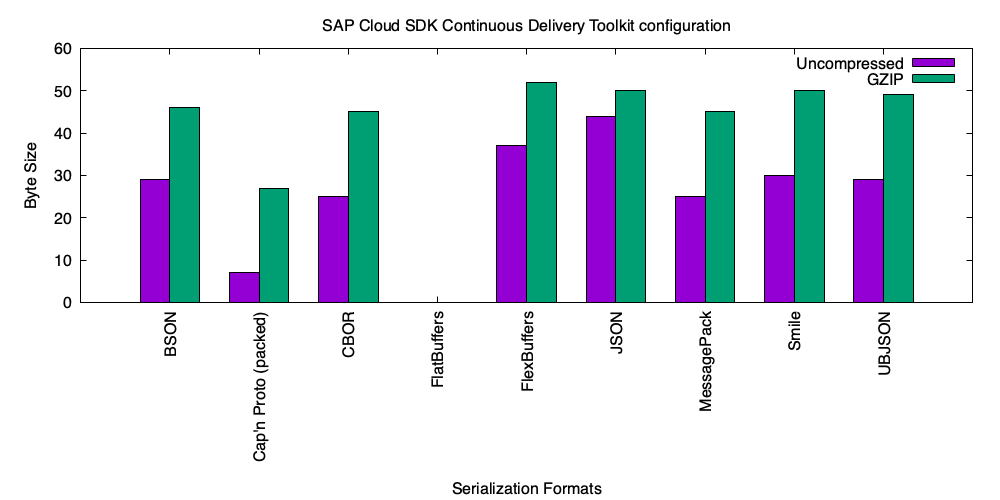 SAP Cloud SDK Continuous Delivery Toolkit configuration
60
50
40
30
20
10
0
Byte Size
Uncompressed
GZIP
BSON
Cap'n Proto (packed)
CBOR
FlatBuffers
FlexBuffers
JSON
MessagePack
Smile
UBJSON
Serialization Formats